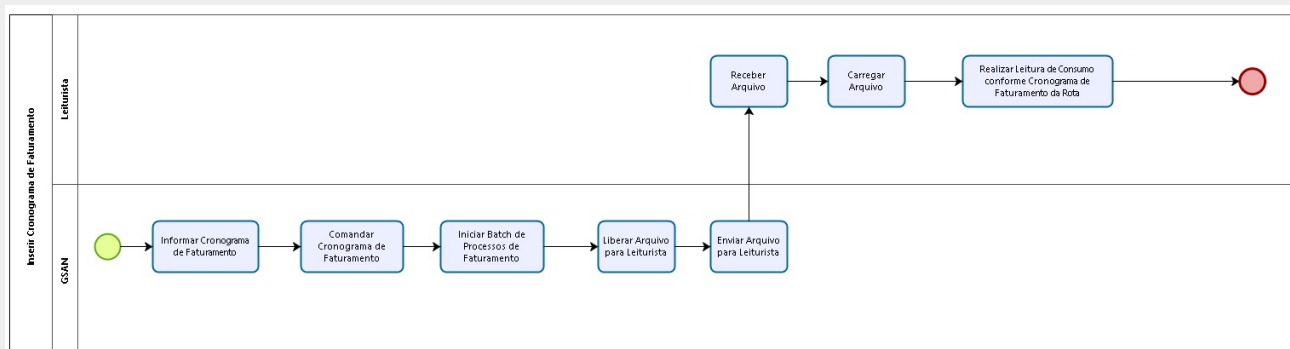 Inserir Cronograma de Faturamento
Leiturista
Receber
Arquivo
Carregar
Arquivo
Realizar Leitura de Consumo
conforme Cronograma de
Faturamento da Rota
GSAN
Informar Cronograma
de Faturamento
Comandar
Cronograma de
Faturamento
Iniciar Batch de
Processos de
Faturamento
Liberar Arquivo
para Leiturista
Enviar Arquivo
para Leiturista